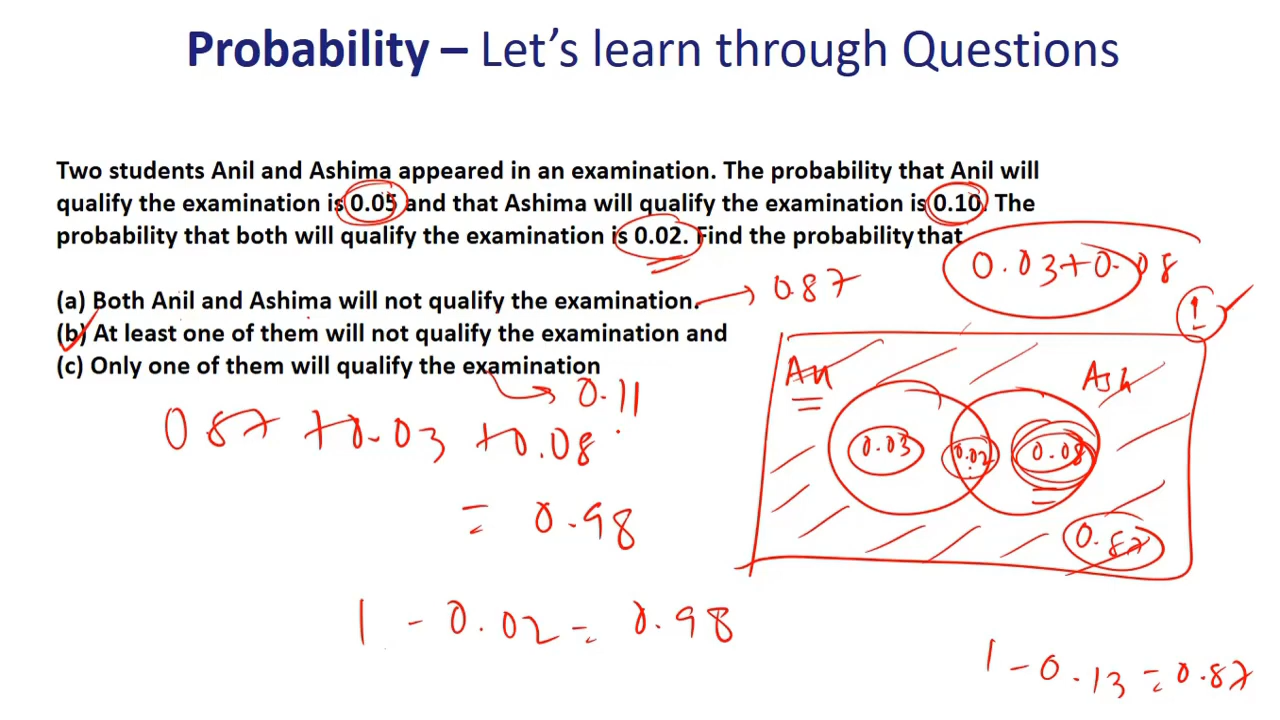 Probability – Let's learn through Questions
Two students Anil and Ashima appeared in an examination. The probability that Anil will
qualify the examination is 0.05 and that Ashima will qualify the examination is 0.10. The
probability that both will qualify the examination is 0.02. Find the probability that
0.03+0.08
(a) Both Anil and Ashima will not qualify the examination.
0.87
1
(b) At least one of them will not qualify the examination and
(c) Only one of them will qualify the examination
0.11
An
Ash
0.87 +0.03 +0.08
0.03
0.02
0.08
= 0.98
0.87
1 - 0.02 = 0.98
1 - 0.13 = 0.87